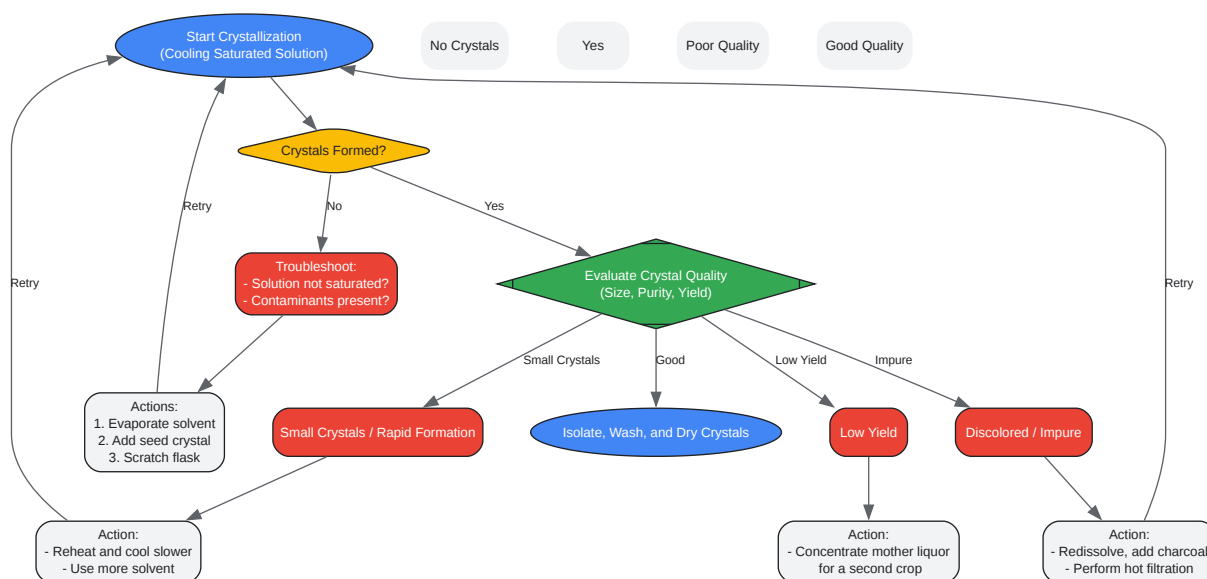 Start Crystallization
(Cooling Saturated Solution)
No Crystals
Yes
Poor Quality
Good Quality
Crystals Formed?
Retry
No
Yes
Troubleshoot:
- Solution not saturated?
- Contaminants present?
Evaluate Crystal Quality
(Size, Purity, Yield)
Retry
Retry
Small Crystals
Good
Low Yield
Impure
Actions:
1. Evaporate solvent
2. Add seed crystal
3. Scratch flask
Small Crystals / Rapid Formation
Isolate, Wash, and Dry Crystals
Low Yield
Discolored / Impure
Action:
- Reheat and cool slower
- Use more solvent
Action:
- Concentrate mother liquor
for a second crop
Action:
- Redissolve, add charcoal
- Perform hot filtration